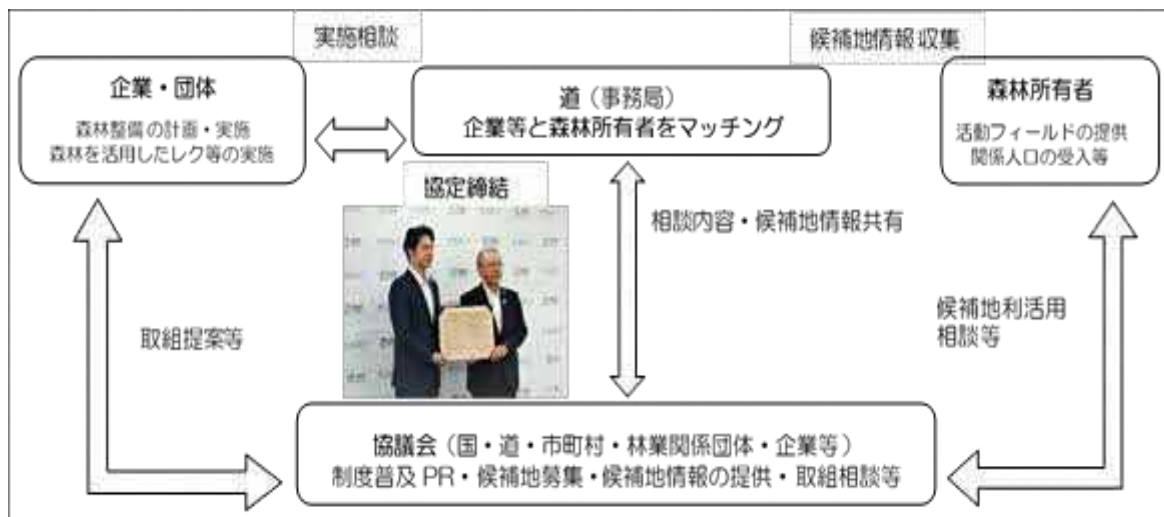 実施相談
候補地情報収集
企業・団体
森林整備の計画・実施
森林を活用したレク等の実施
道（事務局）
企業等と森林所有者をマッチング
森林所有者
活動フィールドの提供
関係人口の受入等
協定締結
相談内容・候補地情報共有
取組提案等
候補地利活用
相談等
協議会（国・道・市町村・林業関係団体・企業等）
制度普及 PR・候補地募集・候補地情報の提供・取組相談等